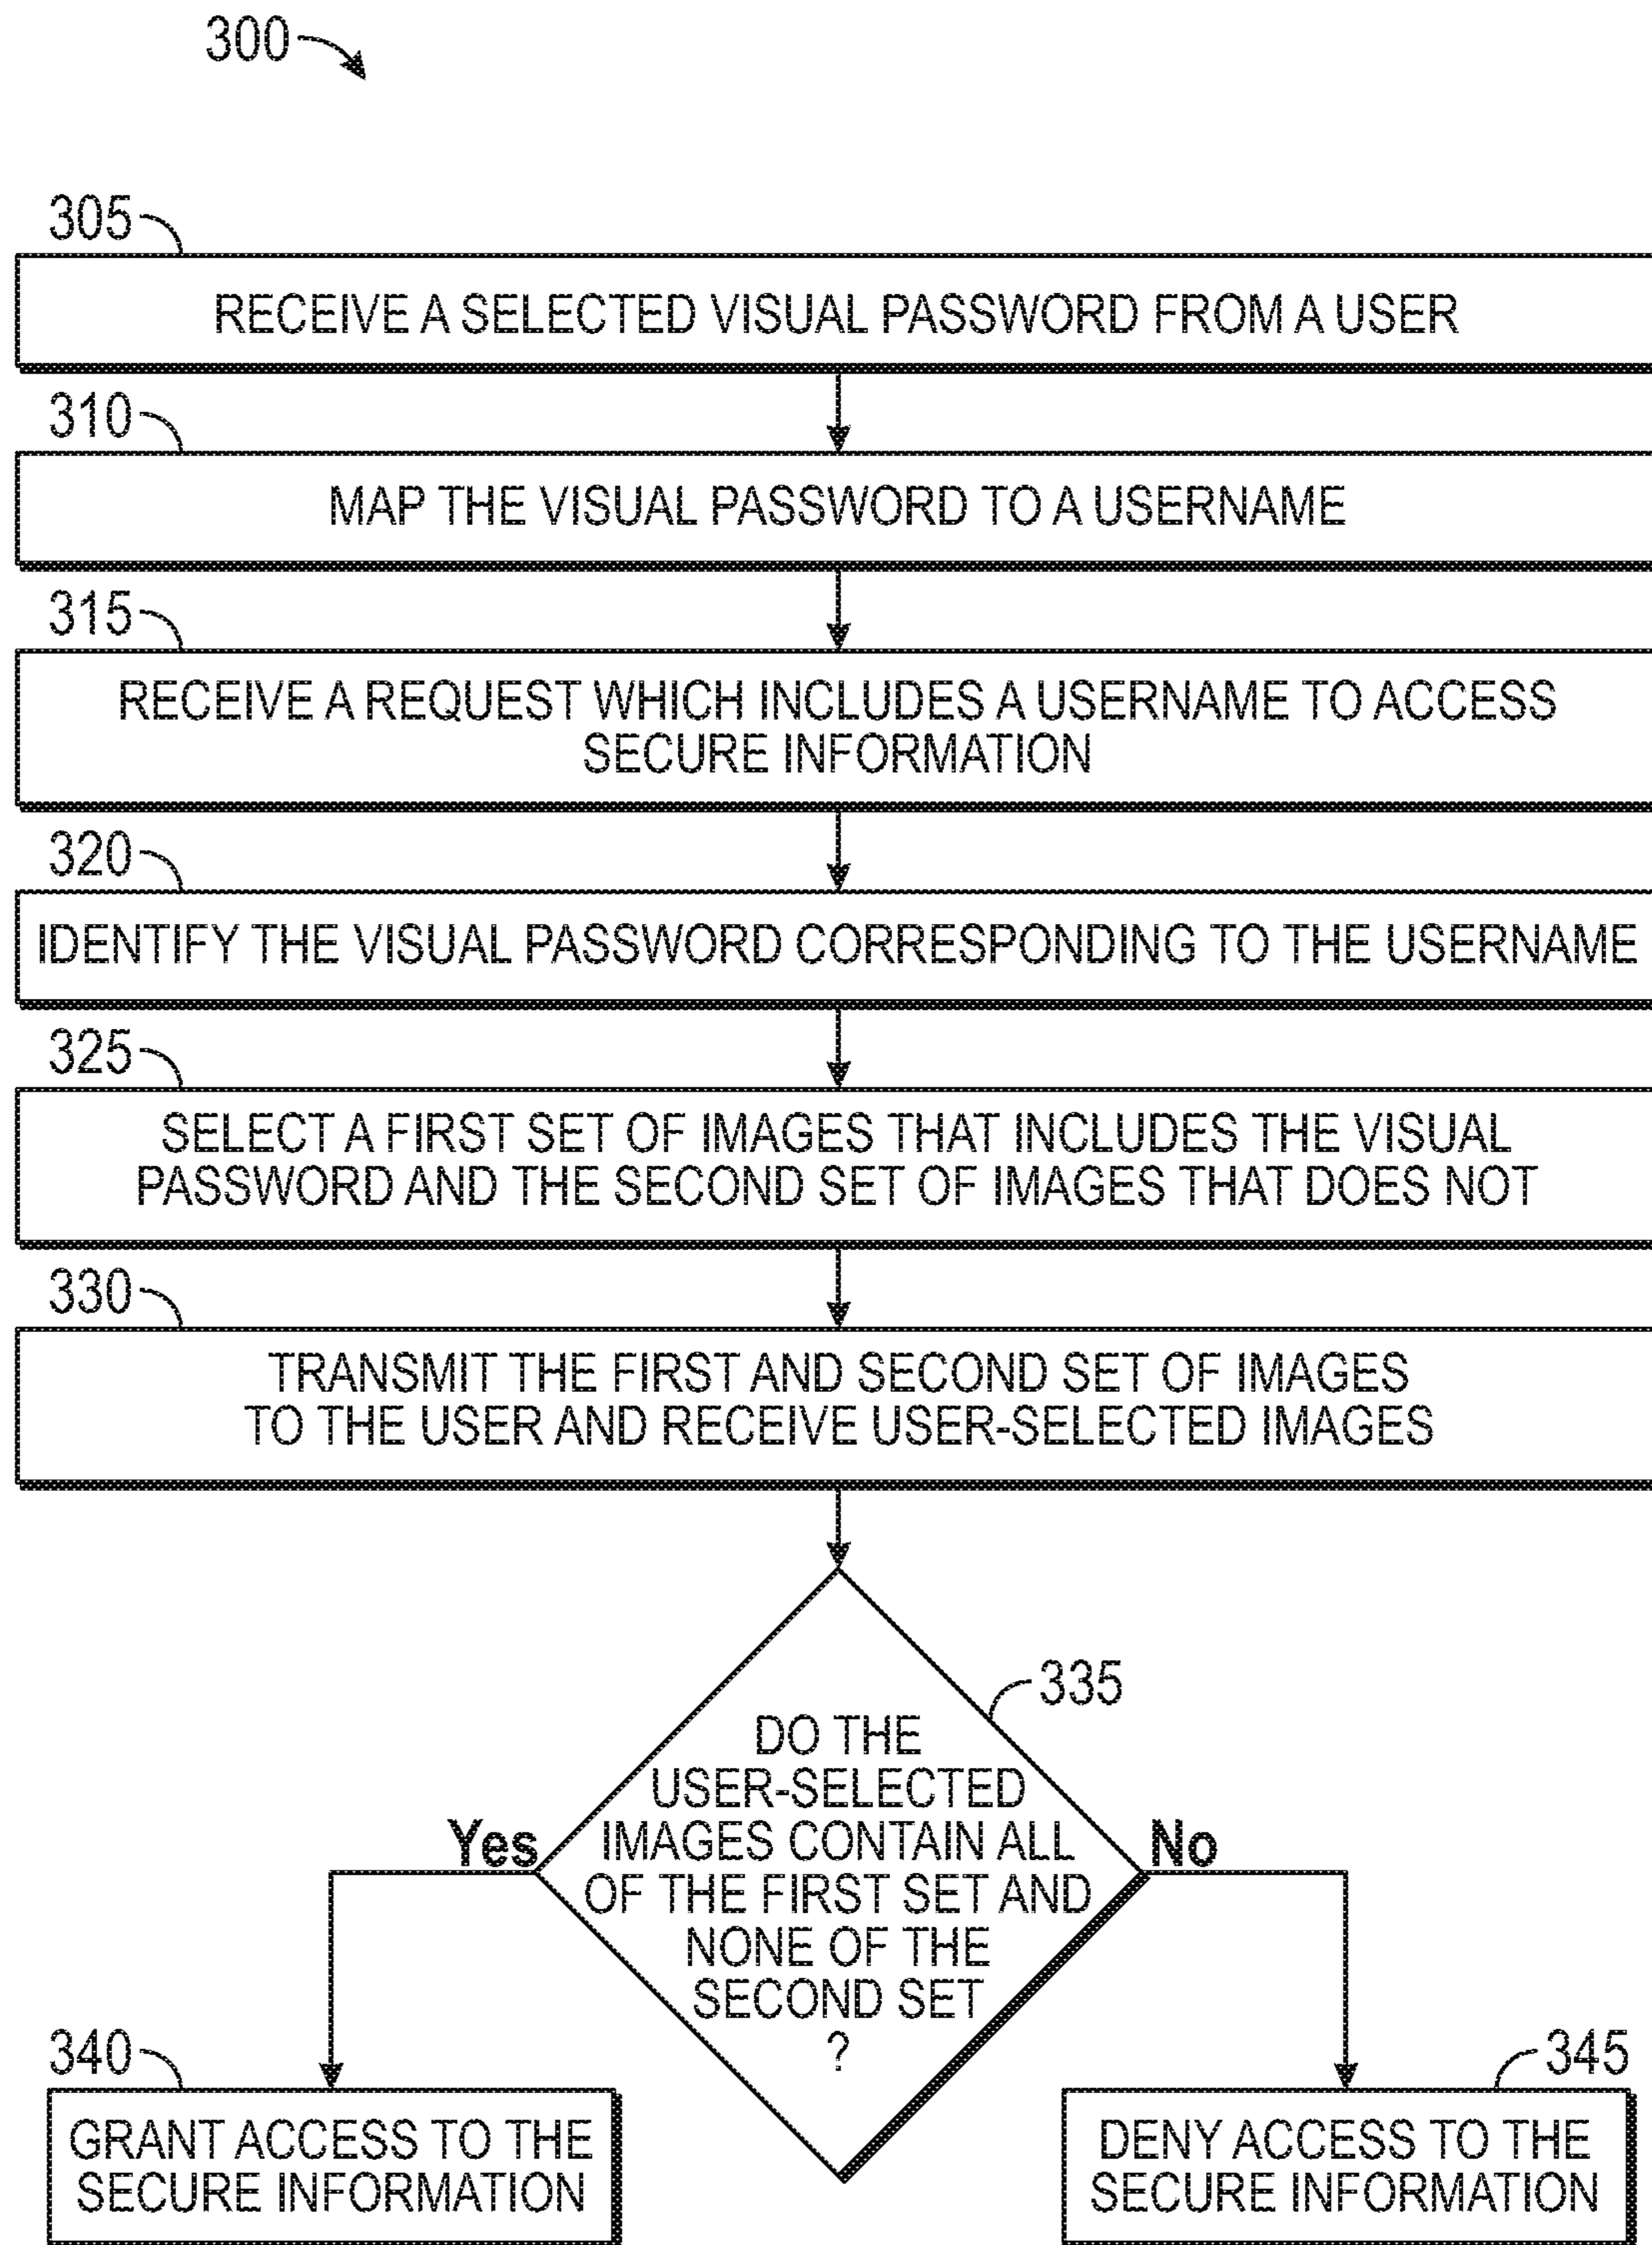 300
305
RECEIVE A SELECTED VISUAL PASSWORD FROM A USER
310
MAP THE VISUAL PASSWORD TO A USERNAME
315
RECEIVE A REQUEST WHICH INCLUDES A USERNAME TO ACCESS
SECURE INFORMATION
320
IDENTIFY THE VISUAL PASSWORD CORRESPONDING TO THE USERNAME
325
SELECT A FIRST SET OF IMAGES THAT INCLUDES THE VISUAL
PASSWORD AND THE SECOND SET OF IMAGES THAT DOES NOT
330
TRANSMIT THE FIRST AND SECOND SET OF IMAGES
TO THE USER AND RECEIVE USER-SELECTED IMAGES
335
DO THE
USER-SELECTED
IMAGES CONTAIN ALL
OF THE FIRST SET AND
NONE OF THE
SECOND SET
?
Yes
No
340
GRANT ACCESS TO THE
SECURE INFORMATION
345
DENY ACCESS TO THE
SECURE INFORMATION